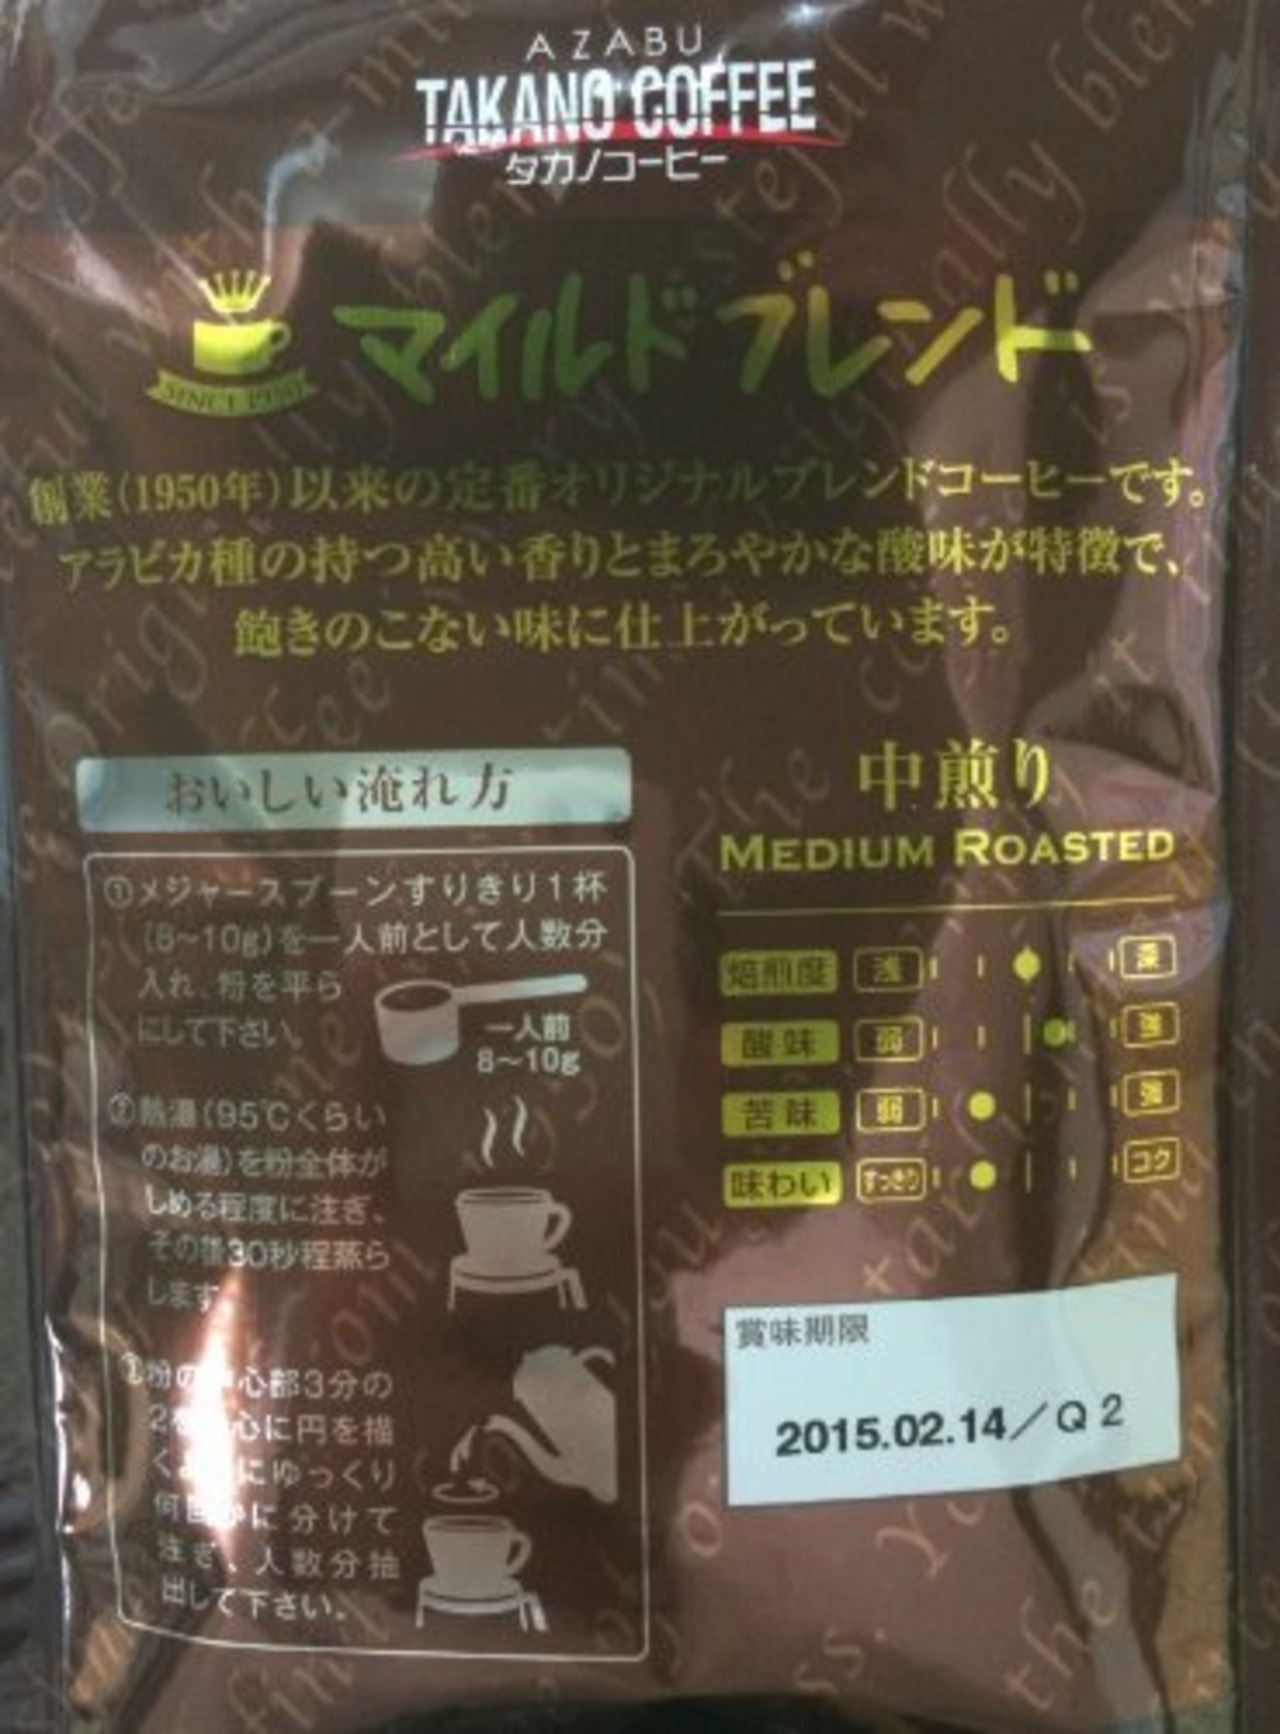 AZABU
TAKANO COFFEE
タカノコーヒー
SINCE 1950
マイルドブレンド
創業(1950年)以来の定番オリジナルブレンドコーヒーです。
アラビカ種の持つ高い香りとまろやかな酸味が特徴で、
飽きのこない味に仕上がっています。
おいしい淹れ方
①メジャースプーンすりきり1杯
(8~10g)を一人前として人数分
入れ、粉を平ら
にして下さい。
一人前
8~10g
②熱湯(95℃くらい
のお湯)を粉全体が
しめる程度に注ぎ、
その後30秒程蒸ら
します
粉の 心部3分の
心に円を描
にゆっくり
に分けて
注ぎ、人数分抽
出して下さい。
中煎り
MEDIUM ROASTED
焙煎度 浅 深
酸味 弱 強
苦味 弱 強
味わい すっきり コク
賞味期限
2015.02.14/Q2